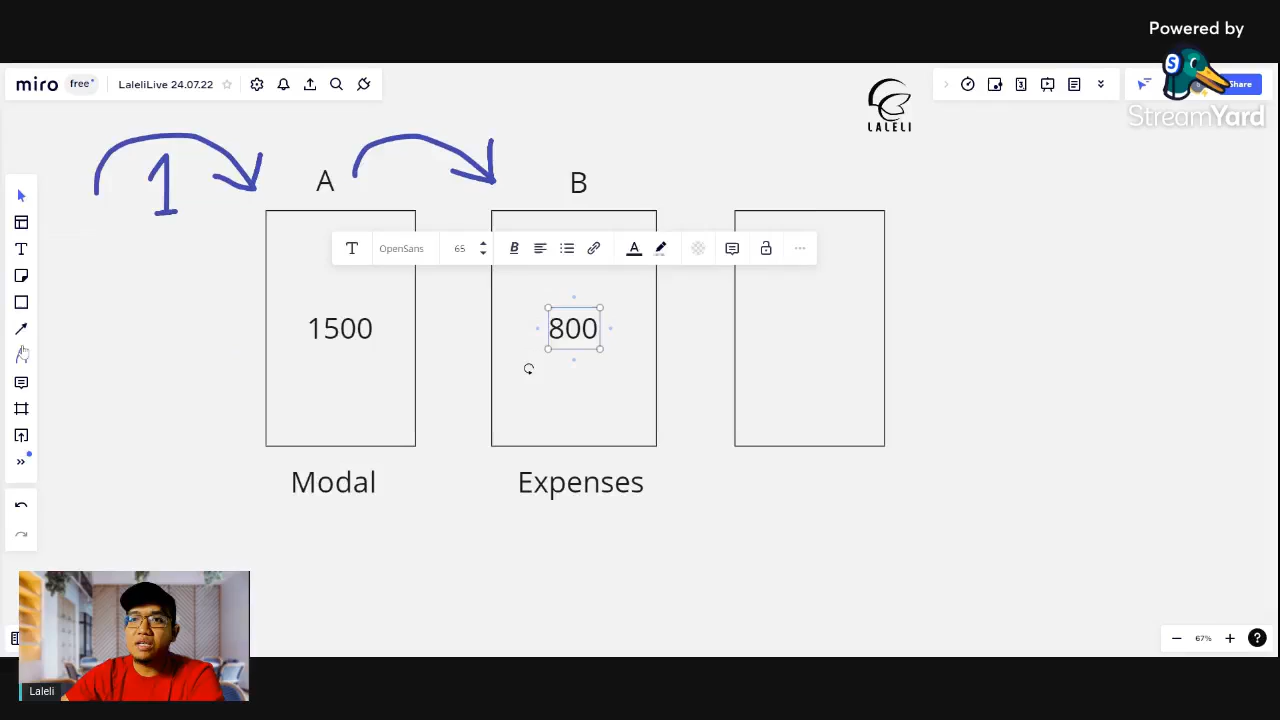 Powered by
StreamYard
miro free LaleliLive 24.07.22
Share
LALELI
1
A
B
OpenSans 65 B A
1500
800
Modal
Expenses
67%
Laleli